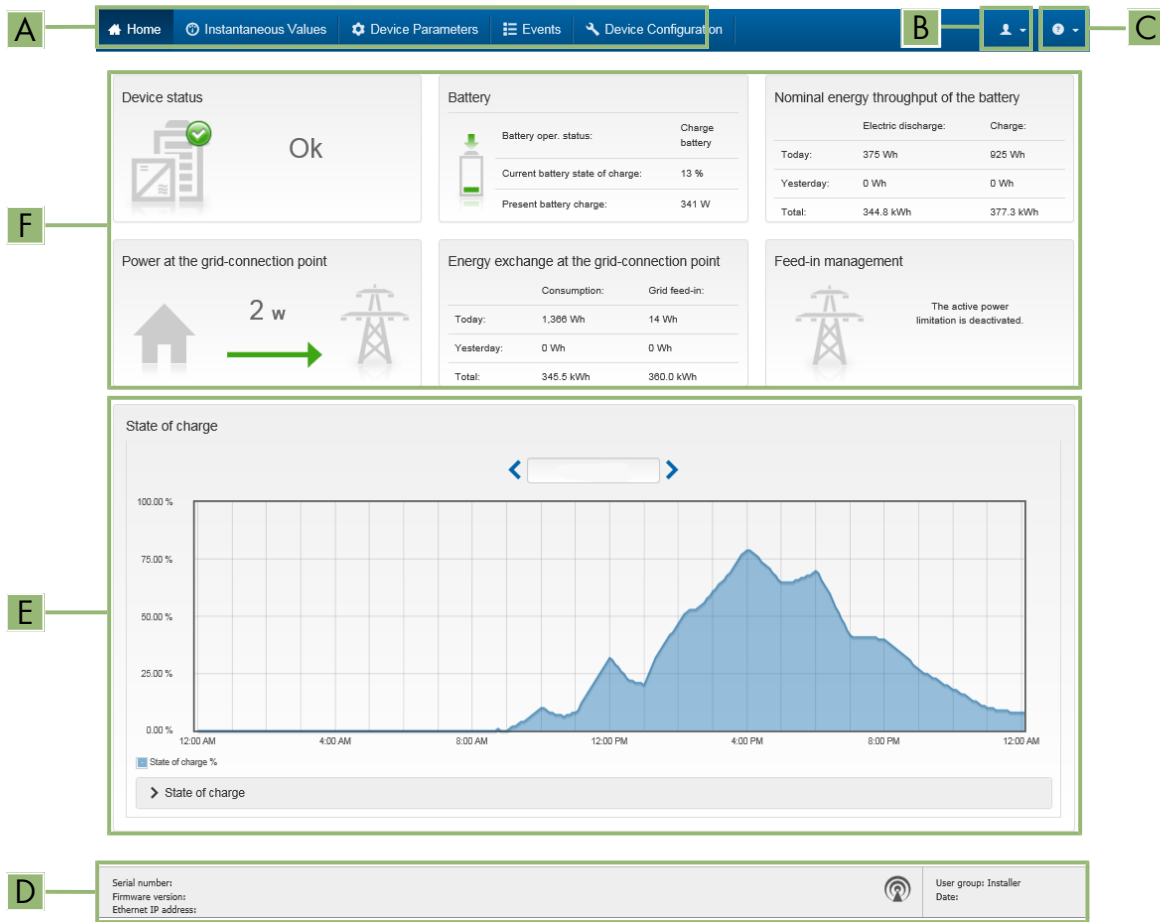 A
Home Instantaneous Values Device Parameters Events Device Configuration
B
C
F
Device status
Ok
Battery
Battery oper. status: Charge battery
Current battery state of charge: 13 %
Present battery charge: 341 W
Nominal energy throughput of the battery
Electric discharge: Charge:
Today: 375 Wh 925 Wh
Yesterday: 0 Wh 0 Wh
Total: 344.8 kWh 377.3 kWh
Power at the grid-connection point
2 w
Energy exchange at the grid-connection point
Consumption: Grid feed-in:
Today: 1,366 Wh 14 Wh
Yesterday: 0 Wh 0 Wh
Total: 345.5 kWh 360.0 kWh
Feed-in management
The active power
limitation is deactivated.
E
State of charge
100.00 %
75.00 %
50.00 %
25.00 %
0.00 %
12:00 AM 4:00 AM 8:00 AM 12:00 PM 4:00 PM 8:00 PM 12:00 AM
State of charge %
State of charge
D
Serial number:
Firmware version:
Ethernet IP address:
User group: Installer
Date: